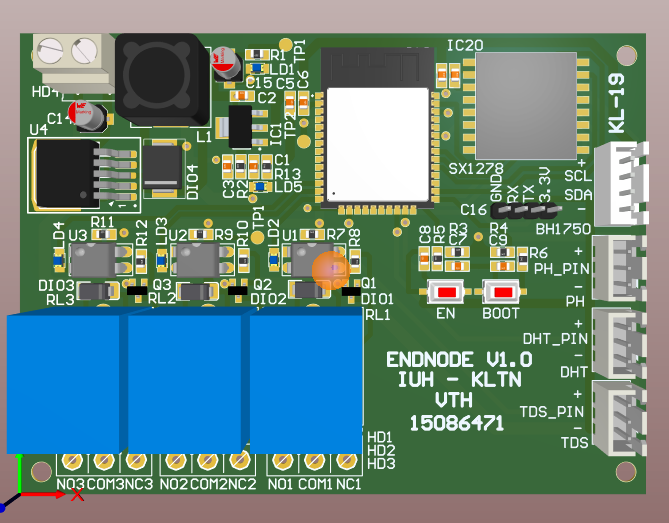 U4
HD4
C14
L1
R1
LD1
C15 C5
C6
C2
IC1
TP2
TP1
C3
R2
C1
R13
LD5
DIO4
IC20
SX1278
KL-19
+
SCL
SDA
-
BH1750
GND
RX
TX
3.3V
C16
LD4
R11
U3
R12
LD3
U2
R9
R10
TP1
LD2
U1
R7
R8
DIO3
RL3
Q3
RL2
Q2
DIO2
Q1
DIO1
RL1
C8
R5
R3
C7
R4
C9
R6
EN
BOOT
+
PH_PIN
-
PH
+
DHT_PIN
-
DHT
+
TDS_PIN
-
TDS
ENDNODE V1.0
IUH - KLTN
VTH
15086471
HD1
HD2
HD3
NO3 COM3 NC3 NO2 COM2 NC2 NO1 COM1 NC1
X